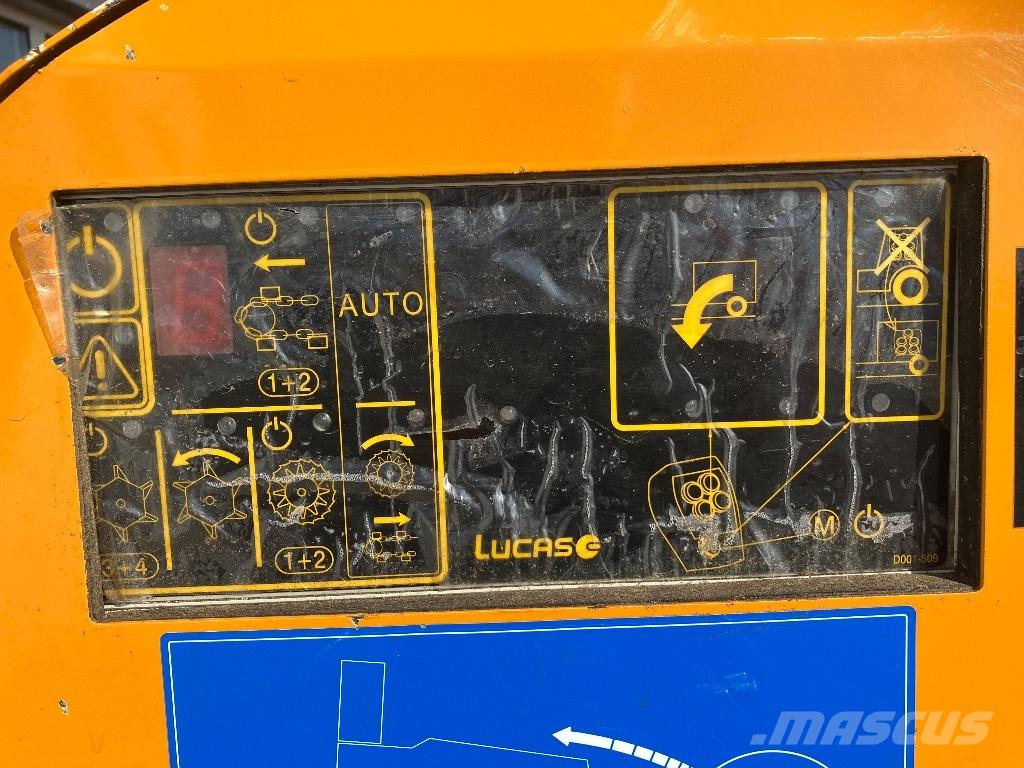 AUTO
1+2
3+4
1+2
LUCAS G
M
D001-509
MASCUS